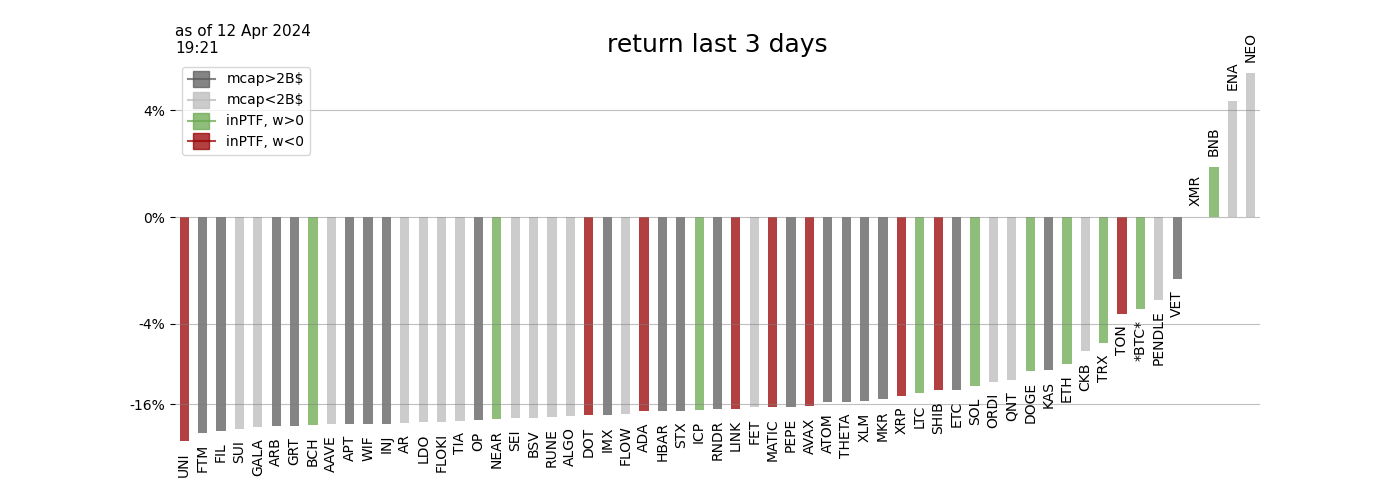 as of 12 Apr 2024
19:21
return last 3 days
mcap>2B$
mcap<2B$
inPTF, w>0
inPTF, w<0
4%
0%
-4%
-16%
UNI
FTM
FIL
SUI
GALA
ARB
GRT
BCH
AAVE
APT
WIF
INJ
AR
LDO
FLOKI
TIA
OP
NEAR
SEI
BSV
RUNE
ALGO
DOT
IMX
FLOW
ADA
HBAR
STX
ICP
RNDR
LINK
FET
MATIC
PEPE
AVAX
ATOM
THETA
XLM
MKR
XRP
LTC
SHIB
ETC
SOL
ORDI
QNT
DOGE
KAS
ETH
CKB
TRX
TON
*BTC*
PENDLE
VET
XMR
BNB
ENA
NEO